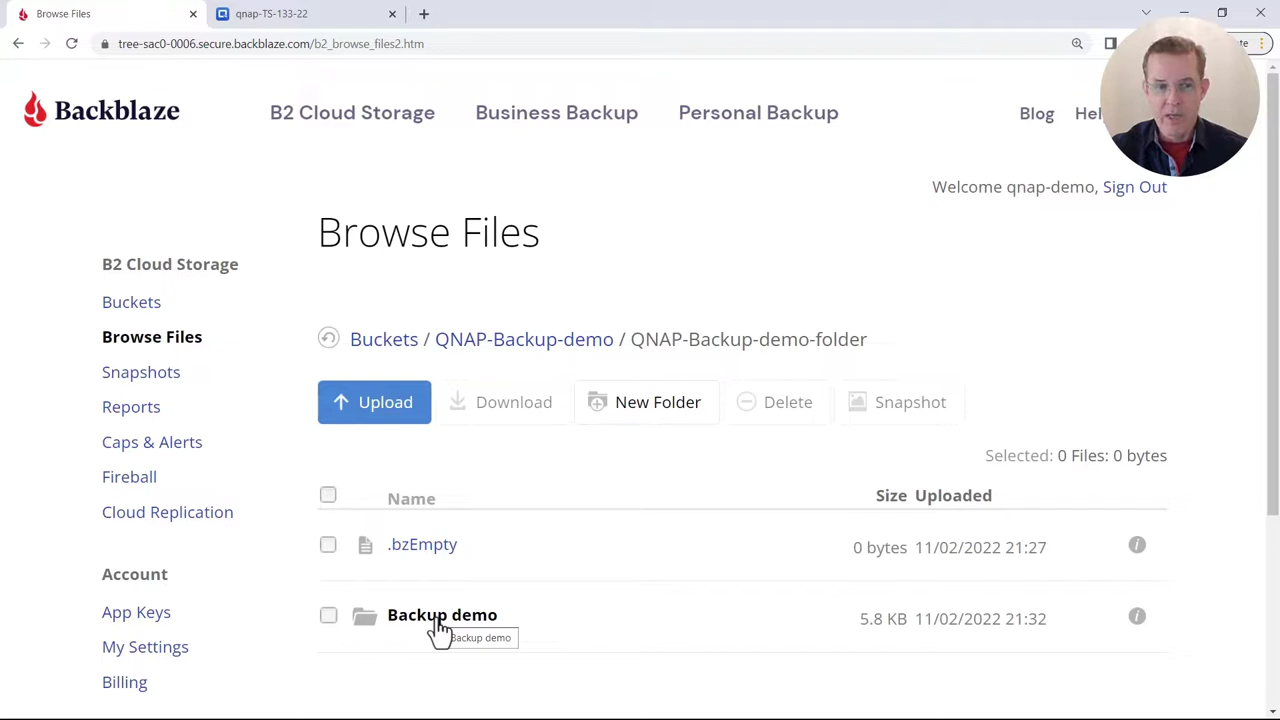 Browse Files
qnap-TS-133-22
tree-sac0-0006.secure.backblaze.com/b2_browse_files2.htm
Backblaze
B2 Cloud Storage
Business Backup
Personal Backup
Blog
Welcome qnap-demo, Sign Out
Browse Files
B2 Cloud Storage
Buckets
Browse Files
Snapshots
Reports
Caps & Alerts
Fireball
Cloud Replication
Account
App Keys
My Settings
Billing
Buckets / QNAP-Backup-demo / QNAP-Backup-demo-folder
Upload
Download
New Folder
Delete
Snapshot
Selected: 0 Files: 0 bytes
Name
Size
Uploaded
.bzEmpty
0 bytes
11/02/2022 21:27
Backup demo
5.8 KB
11/02/2022 21:32
Backup demo